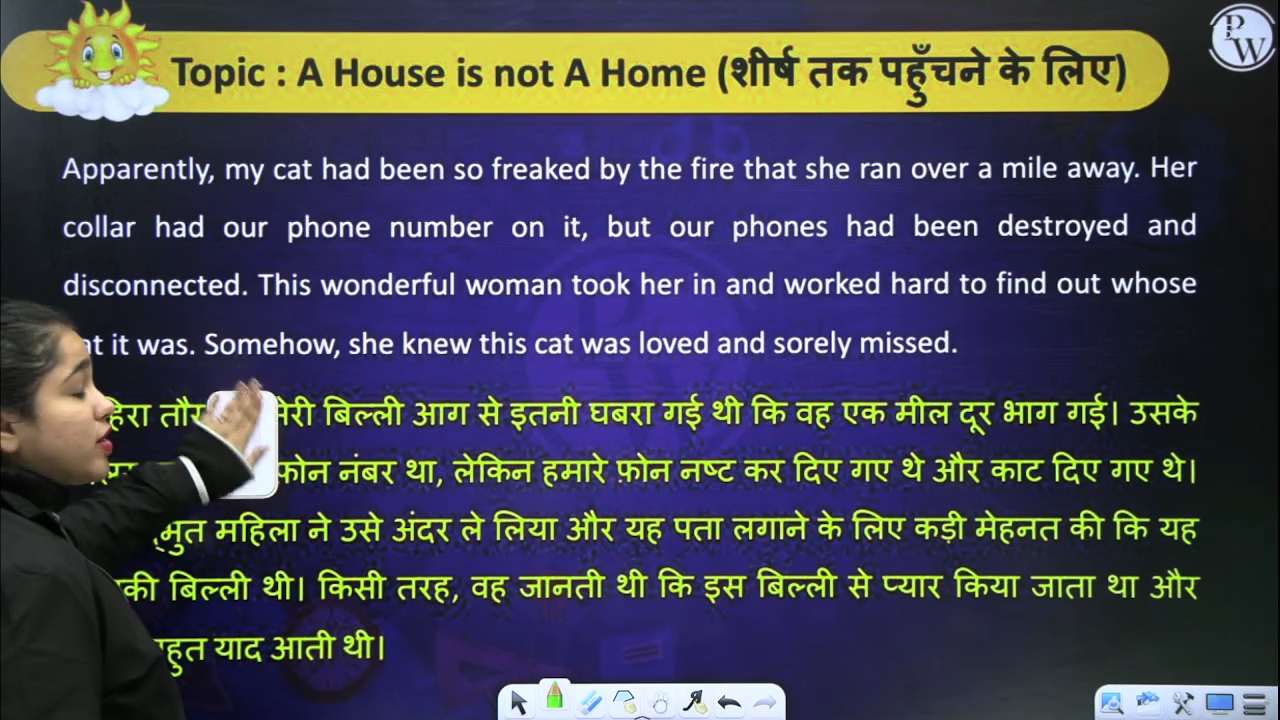 Topic : A House is not A Home (शीर्ष तक पहुँचने के लिए)
PW
Apparently, my cat had been so freaked by the fire that she ran over a mile away. Her
collar had our phone number on it, but our phones had been destroyed and
disconnected. This wonderful woman took her in and worked hard to find out whose
it was. Somehow, she knew this cat was loved and sorely missed.
तौर मेरी बिल्ली आग से इतनी घबरा गई थी कि वह एक मील दूर भाग गई। उसके
फोन नंबर था, लेकिन हमारे फ़ोन नष्ट कर दिए गए थे और काट दिए गए थे।
महिला ने उसे अंदर ले लिया और यह पता लगाने के लिए कड़ी मेहनत की कि यह
बिल्ली थी। किसी तरह, वह जानती थी कि इस बिल्ली से प्यार किया जाता था और
याद आती थी।